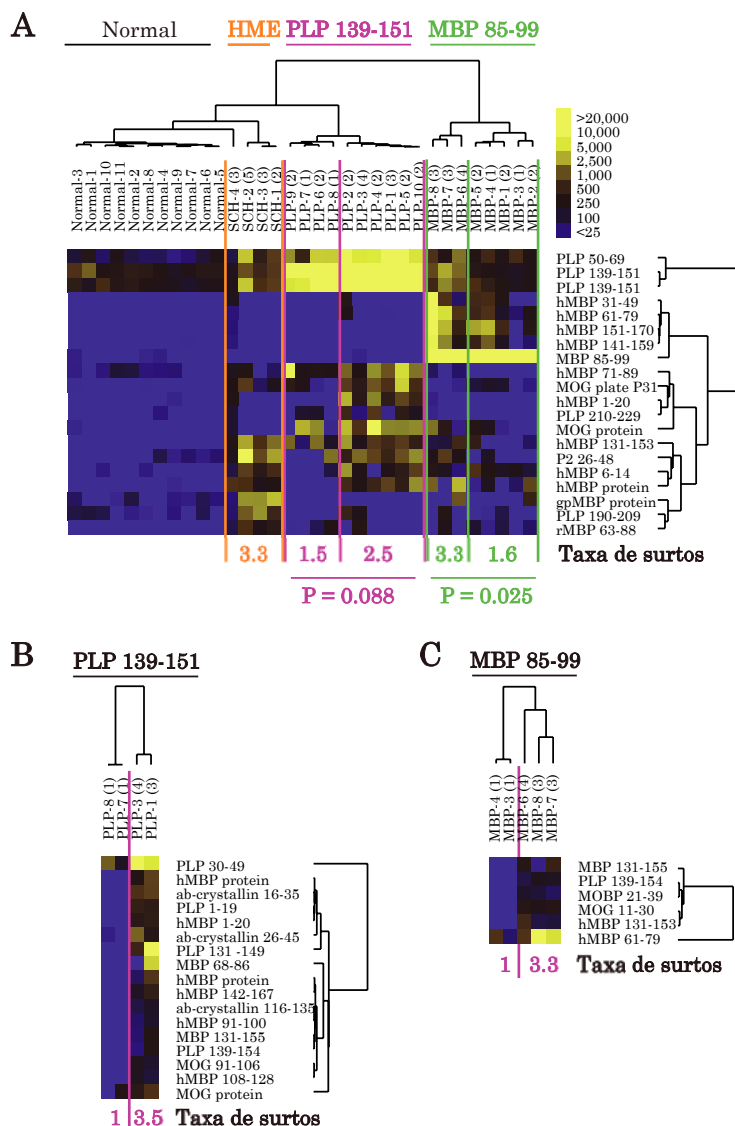 A
Normal
HME
PLP 139-151
MBP 85-99
>20,000
10,000
5,000
2,500
1,000
500
250
100
<25
Normal-3
Normal-1
Normal-10
Normal-11
Normal-2
Normal-8
Normal-4
Normal-9
Normal-7
Normal-6
Normal-5
SCH-4 (3)
SCH-2 (5)
SCH-3 (3)
SCH-1 (2)
PLP-9 (2)
PLP-7 (1)
PLP-6 (2)
PLP-8 (1)
PLP-2 (2)
PLP-3 (4)
PLP-4 (2)
PLP-1 (3)
PLP-5 (2)
PLP-10 (2)
MBP-8 (3)
MBP-7 (3)
MBP-6 (4)
MBP-5 (2)
MBP-4 (1)
MBP-1 (2)
MBP-3 (1)
MBP-2 (2)
PLP 50-69
PLP 139-151
PLP 139-151
hMBP 31-49
hMBP 61-79
hMBP 151-170
hMBP 141-159
MBP 85-99
hMBP 71-89
MOG plate P31
hMBP 1-20
PLP 210-229
MOG protein
hMBP 131-153
P2 26-48
hMBP 6-14
hMBP protein
gpMBP protein
PLP 190-209
rMBP 63-88
3.3
1.5
2.5
3.3
1.6
Taxa de surtos
P = 0.088
P = 0.025
B
PLP 139-151
PLP-8 (1)
PLP-7 (1)
PLP-3 (4)
PLP-1 (3)
PLP 30-49
hMBP protein
ab-crystallin 16-35
PLP 1-19
hMBP 1-20
ab-crystallin 26-45
PLP 131 -149
MBP 68-86
hMBP protein
hMBP 142-167
ab-crystallin 116-135
hMBP 91-100
MBP 131-155
PLP 139-154
MOG 91-106
hMBP 108-128
MOG protein
1
3.5
Taxa de surtos
C
MBP 85-99
MBP-4 (1)
MBP-3 (1)
MBP-6 (4)
MBP-8 (3)
MBP-7 (3)
MBP 131-155
PLP 139-154
MOBP 21-39
MOG 11-30
hMBP 131-153
hMBP 61-79
1
3.3
Taxa de surtos